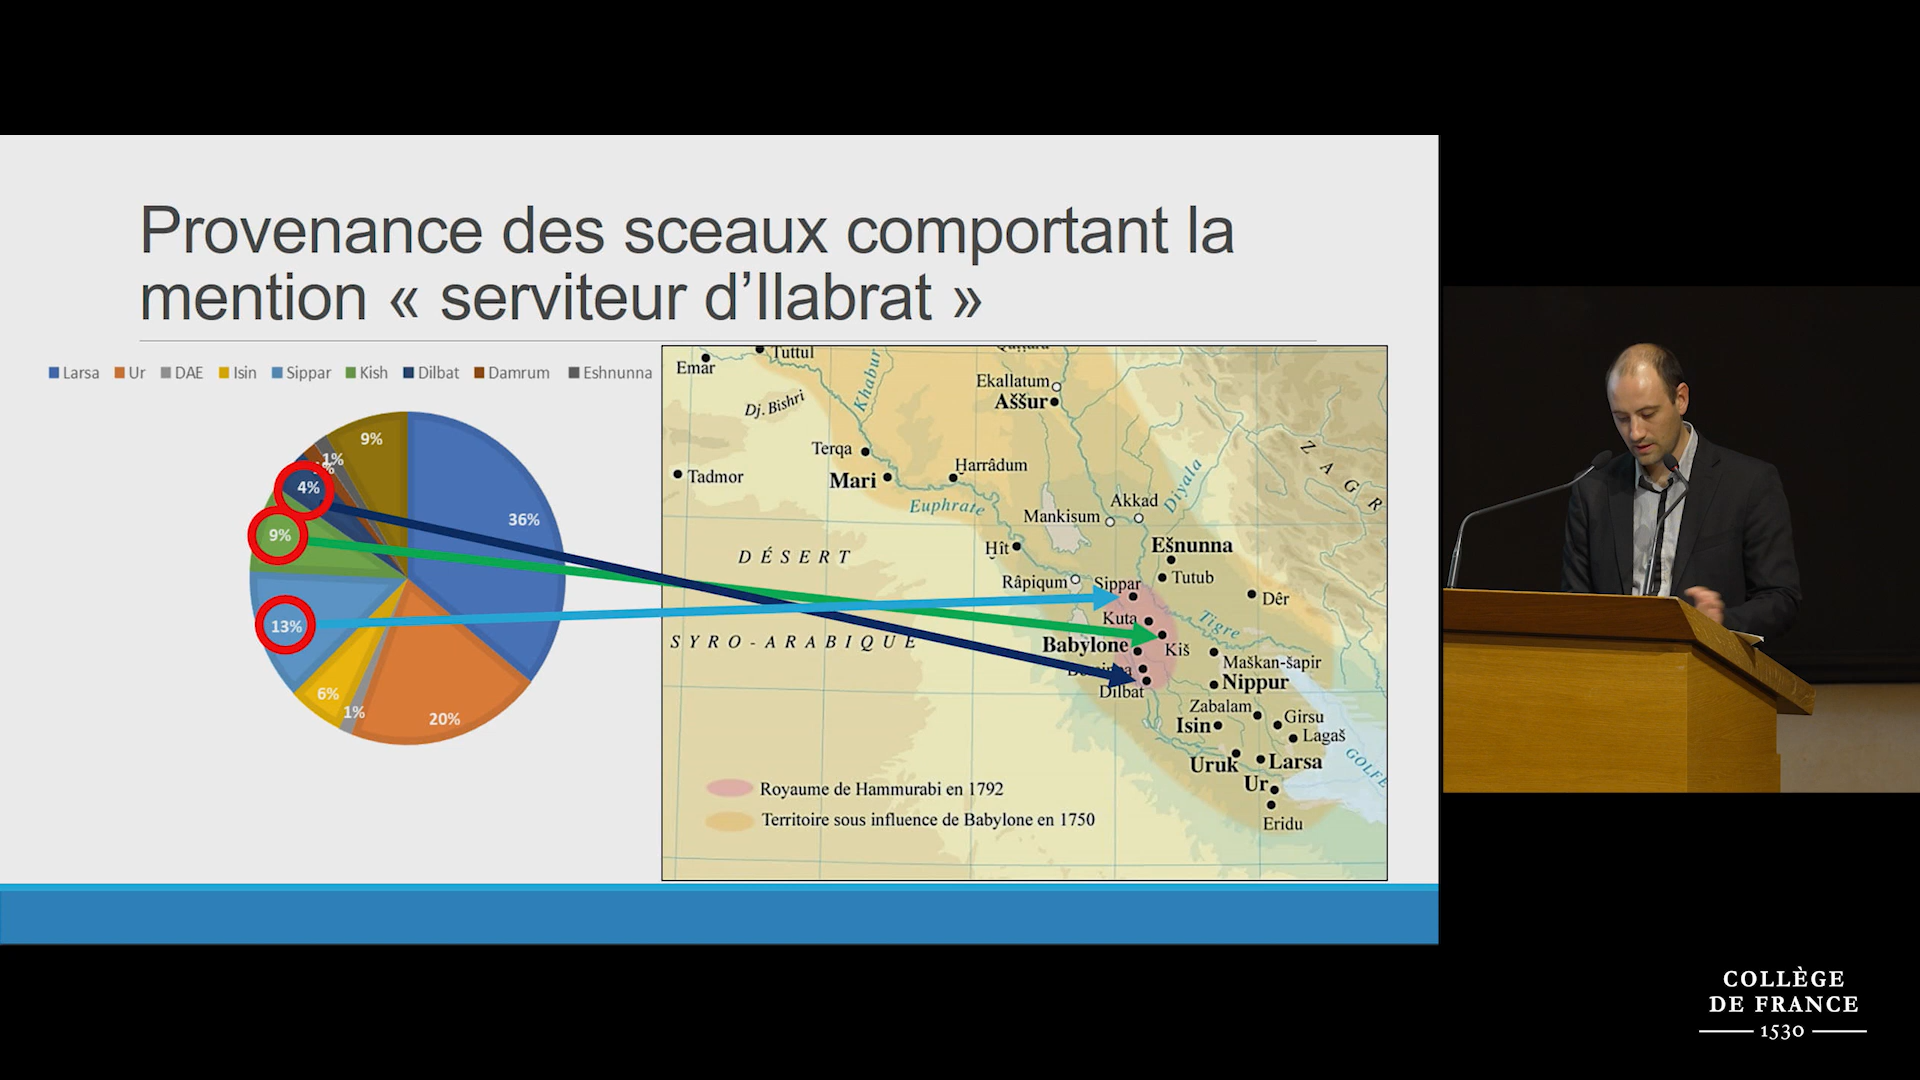 Provenance des sceaux comportant la
mention « serviteur d’Ilabrat »
Larsa Ur DAE Isin Sippar Kish Dilbat Damrum Eshnunna
9%
1%
4%
36%
9%
13%
6%
1%
20%
Emar
Tuttul
Khabur
Dj. Bishri
Ekallatum
Aššur
Terqa
Mari
Harrâdum
Tadmor
Euphrate
Akkad
Diyala
Mankisum
ZAGR
DÉSERT
Hît
Ešnunna
Râpiqum
Sippar
Tutub
Dêr
Kuta
Tigre
SYRO-ARABIQUE
Babylone
Kiš
Maškan-šapir
Dilbat
Nippur
Zabalam
Girsu
Isin
Lagaš
Uruk
Larsa
GOLFE
Ur
Eridu
Royaume de Hammurabi en 1792
Territoire sous influence de Babylone en 1750
COLLÈGE
DE FRANCE
1530